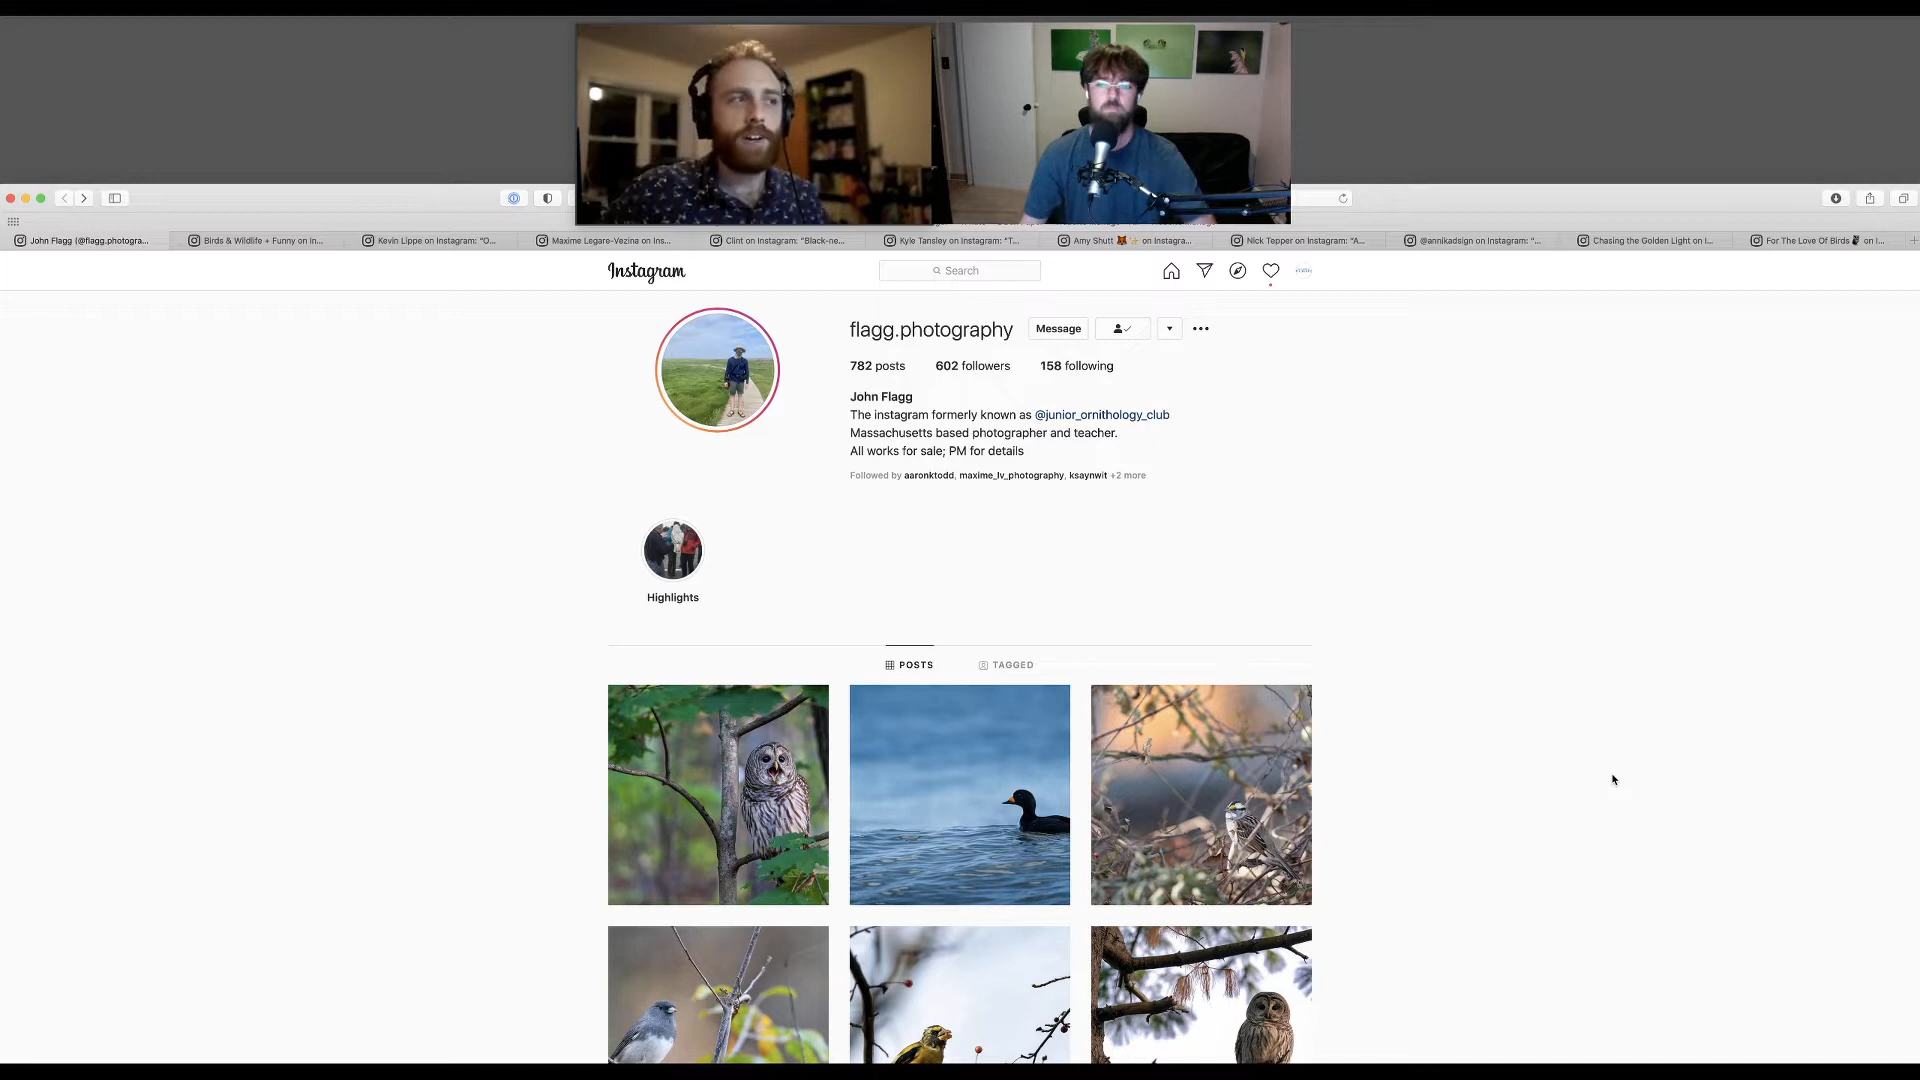 John Flagg (@flagg.photogra...
Birds & Wildlife + Funny on In...
Kevin Lippe on Instagram: “O...
Maxime Legare-Vezina on Ins...
Clint on Instagram: “Black-ne...
Kyle Tansley on Instagram: “T...
Amy Shutt 🦊✨ on Instagra...
Nick Tepper on Instagram: “A...
@annikadsign on Instagram: “...
Chasing the Golden Light on I...
For The Love Of Birds on I...
Instagram
Search
flagg.photography
Message
782 posts 602 followers 158 following
John Flagg
The instagram formerly known as @junior_ornithology_club
Massachusetts based photographer and teacher.
All works for sale; PM for details
Followed by aaronktodd, maxime_lv_photography, ksaynwit +2 more
Highlights
POSTS
TAGGED